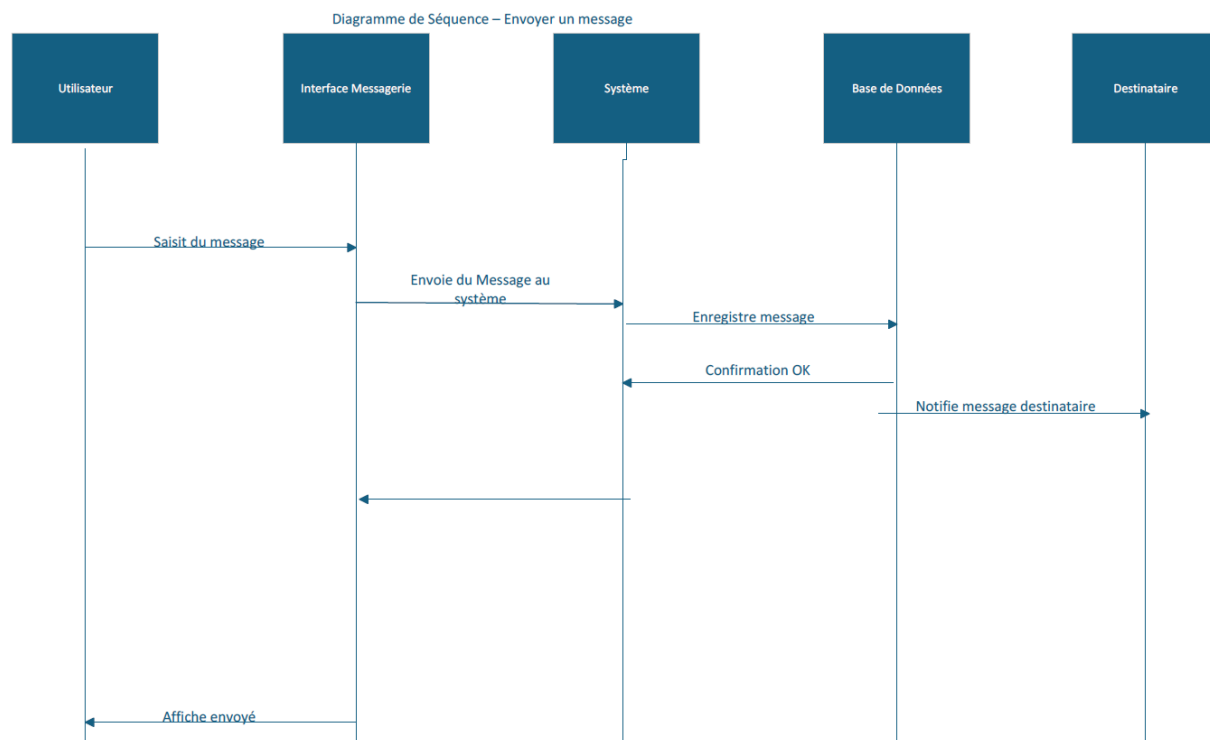 Diagramme de Séquence – Envoyer un message
Utilisateur
Interface Messagerie
Système
Base de Données
Destinataire
Saisit du message
Envoie du Message au
système
Enregistre message
Confirmation OK
Notifie message destinataire
Affiche envoyé